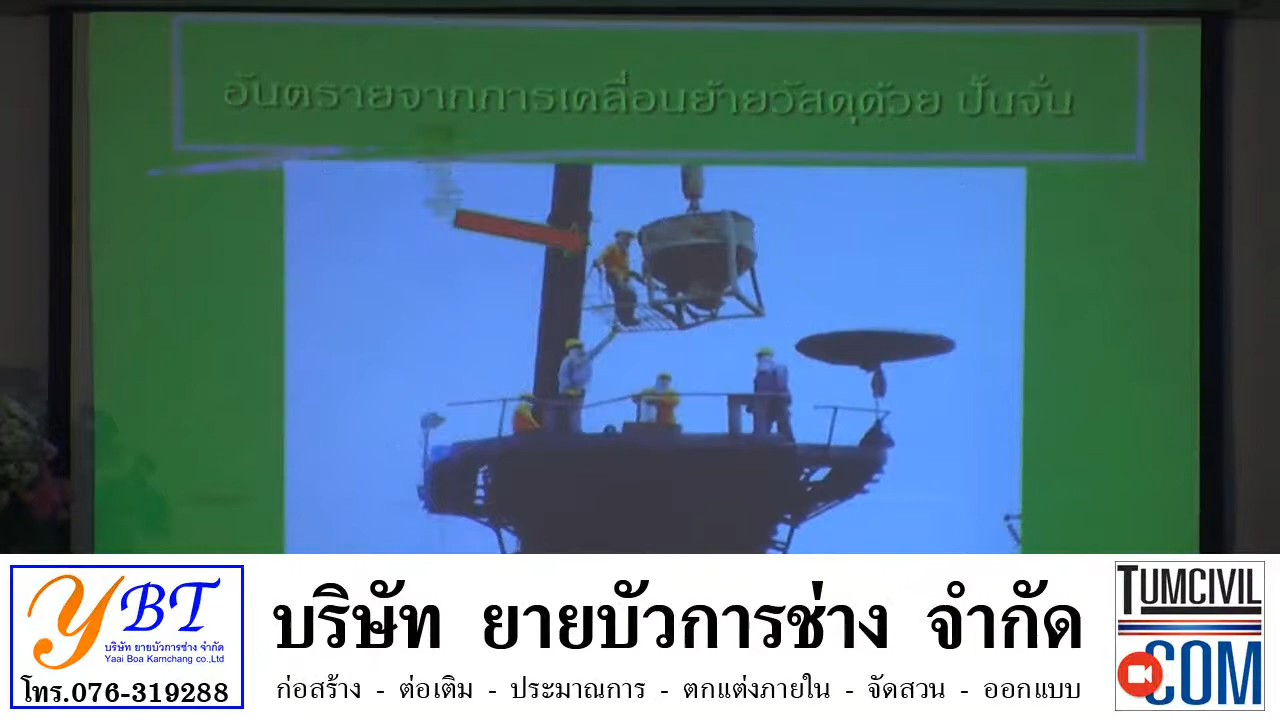 อันตรายจากการเคลื่อนย้ายวัสดุด้วย ปั้นจั่น
YBT
บริษัท ยายบัวการช่าง จำกัด
Yaai Boa Karnchang co.,Ltd
โทร.076-319288
บริษัท ยายบัวการช่าง จำกัด
ก่อสร้าง - ต่อเติม - ประมาณการ - ตกแต่งภายใน - จัดสวน - ออกแบบ
TUMCIVIL
.COM